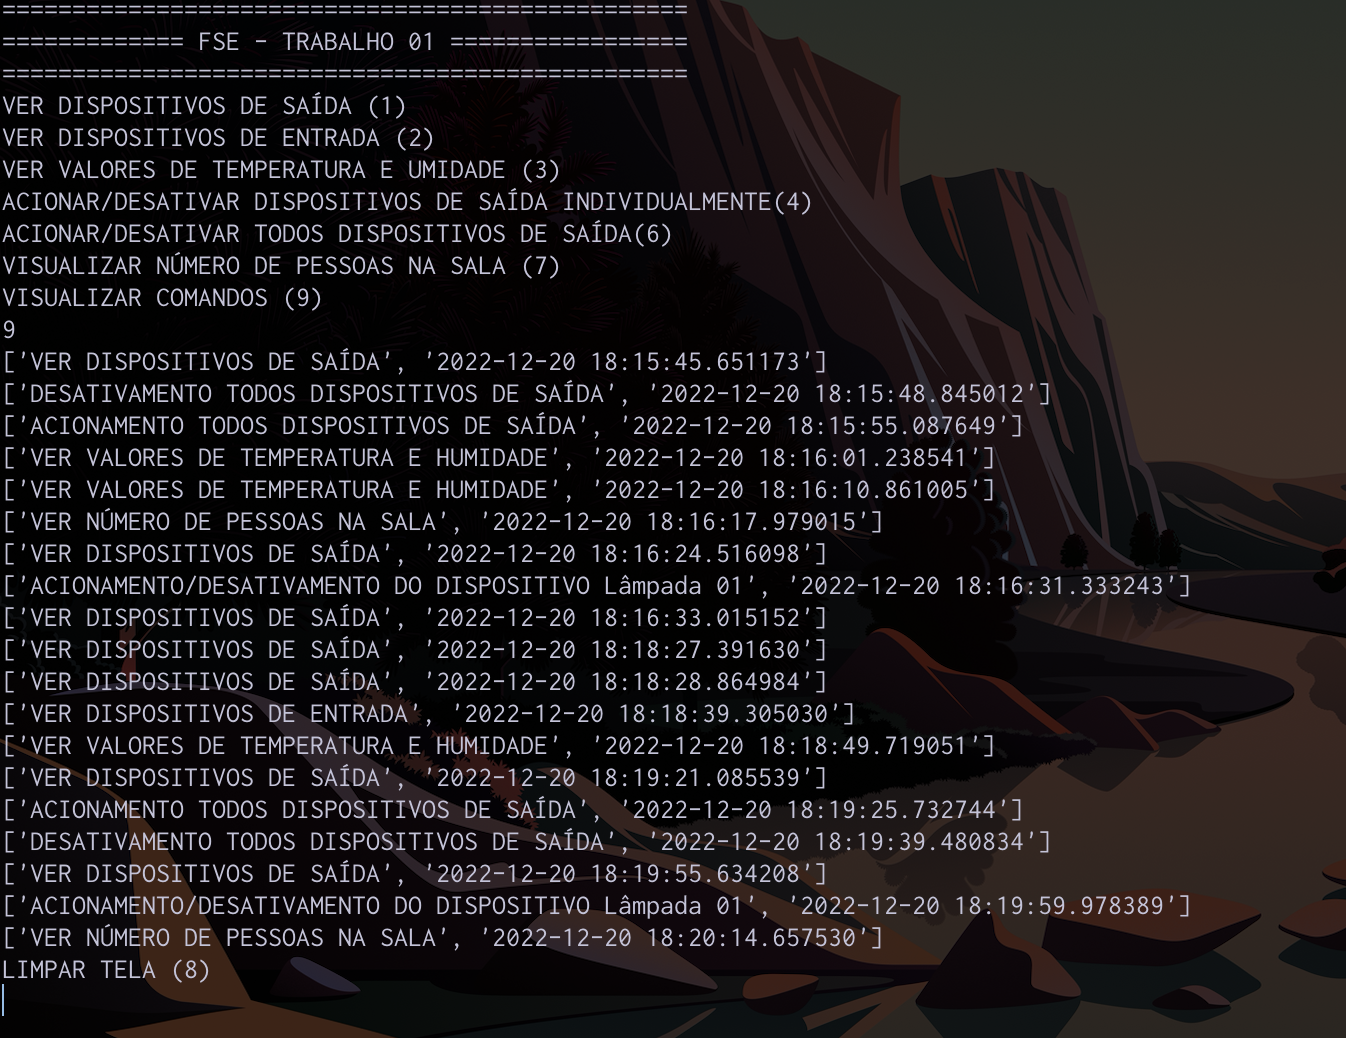 =================================================
============= FSE - TRABALHO 01 =================
=================================================
VER DISPOSITIVOS DE SAÍDA (1)
VER DISPOSITIVOS DE ENTRADA (2)
VER VALORES DE TEMPERATURA E UMIDADE (3)
ACIONAR/DESATIVAR DISPOSITIVOS DE SAÍDA INDIVIDUALMENTE(4)
ACIONAR/DESATIVAR TODOS DISPOSITIVOS DE SAÍDA(6)
VISUALIZAR NÚMERO DE PESSOAS NA SALA (7)
VISUALIZAR COMANDOS (9)
9
['VER DISPOSITIVOS DE SAÍDA', '2022-12-20 18:15:45.651173']
['DESATIVAMENTO TODOS DISPOSITIVOS DE SAÍDA', '2022-12-20 18:15:48.845012']
['ACIONAMENTO TODOS DISPOSITIVOS DE SAÍDA', '2022-12-20 18:15:55.087649']
['VER VALORES DE TEMPERATURA E HUMIDADE', '2022-12-20 18:16:01.238541']
['VER VALORES DE TEMPERATURA E HUMIDADE', '2022-12-20 18:16:10.861005']
['VER NÚMERO DE PESSOAS NA SALA', '2022-12-20 18:16:17.979015']
['VER DISPOSITIVOS DE SAÍDA', '2022-12-20 18:16:24.516098']
['ACIONAMENTO/DESATIVAMENTO DO DISPOSITIVO Lâmpada 01', '2022-12-20 18:16:31.333243']
['VER DISPOSITIVOS DE SAÍDA', '2022-12-20 18:16:33.015152']
['VER DISPOSITIVOS DE SAÍDA', '2022-12-20 18:18:27.391630']
['VER DISPOSITIVOS DE SAÍDA', '2022-12-20 18:18:28.864984']
['VER DISPOSITIVOS DE ENTRADA', '2022-12-20 18:18:39.305030']
['VER VALORES DE TEMPERATURA E HUMIDADE', '2022-12-20 18:18:49.719051']
['VER DISPOSITIVOS DE SAÍDA', '2022-12-20 18:19:21.085539']
['ACIONAMENTO TODOS DISPOSITIVOS DE SAÍDA', '2022-12-20 18:19:25.732744']
['DESATIVAMENTO TODOS DISPOSITIVOS DE SAÍDA', '2022-12-20 18:19:39.480834']
['VER DISPOSITIVOS DE SAÍDA', '2022-12-20 18:19:55.634208']
['ACIONAMENTO/DESATIVAMENTO DO DISPOSITIVO Lâmpada 01', '2022-12-20 18:19:59.978389']
['VER NÚMERO DE PESSOAS NA SALA', '2022-12-20 18:20:14.657530']
LIMPAR TELA (8)